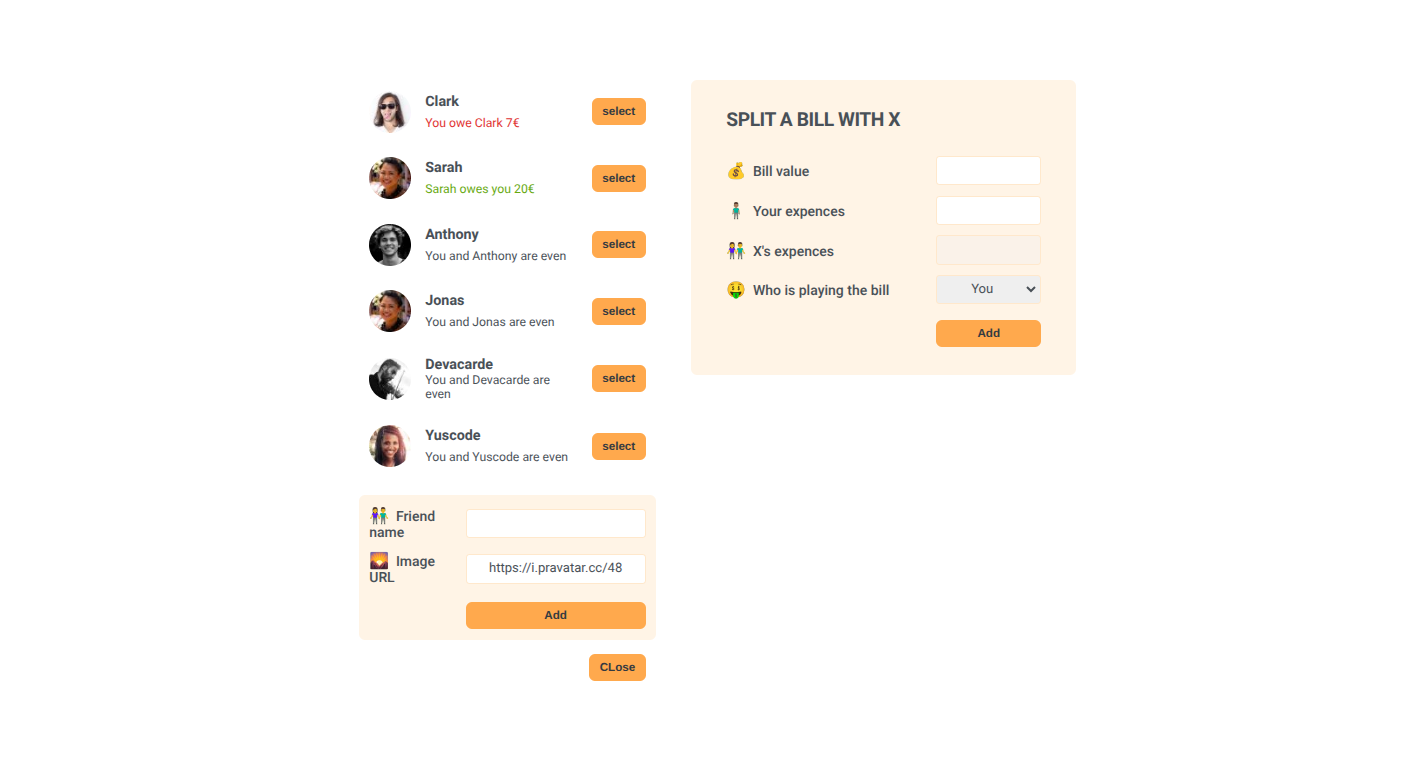 Clark
You owe Clark 7€
select
Sarah
Sarah owes you 20€
select
Anthony
You and Anthony are even
select
Jonas
You and Jonas are even
select
Devacarde
You and Devacarde are
even
select
Yuscode
You and Yuscode are even
select
Friend
name
Image
URL
https://i.pravatar.cc/48
Add
CLose
SPLIT A BILL WITH X
Bill value
Your expences
X's expences
Who is playing the bill
You
Add